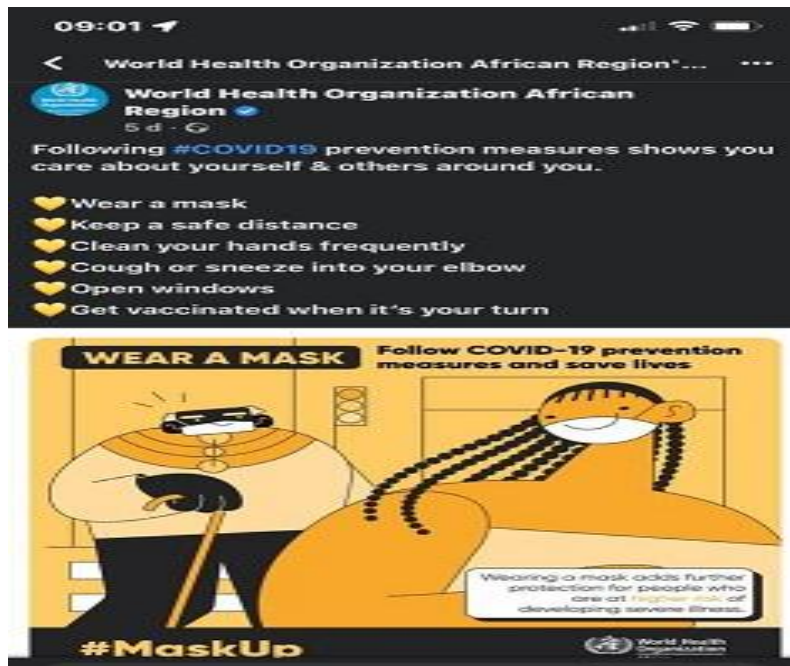 09:01
World Health Organization African Region'...
World Health Organization African
Region
5 d ·
Following #COVID19 prevention measures shows you
care about yourself & others around you.
💛Wear a mask
💛Keep a safe distance
💛Clean your hands frequently
💛Cough or sneeze into your elbow
💛Open windows
💛Get vaccinated when it's your turn
WEAR A MASK
Follow COVID-19 prevention
measures and save lives
Wearing a mask adds further
protection for people who
are at higher risk of
developing severe illness.
#MaskUp
World Health
Organization